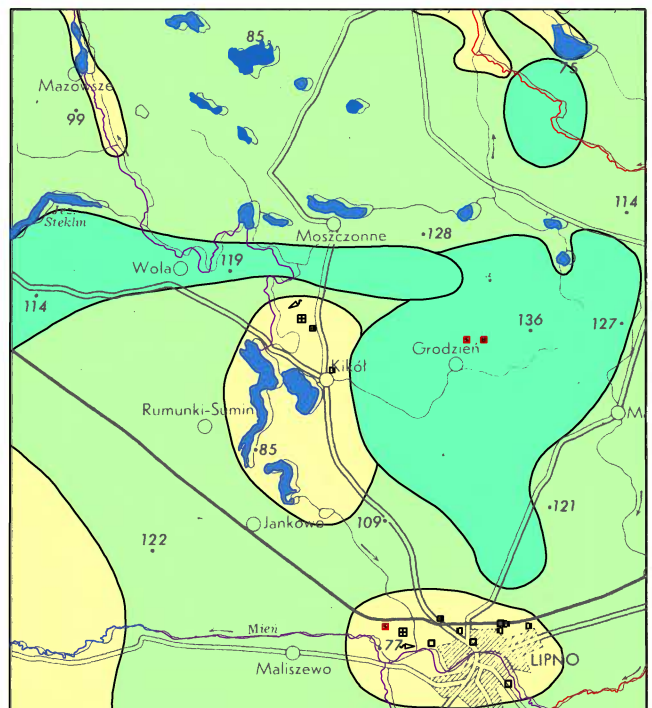 85
75
Mazowsze
99
114
Steklm
Moszczonne
128
Wola
119
114
136
127
Grodzień
Kikół
M
Rumunki-Sumin
85
121
109
Jankowo
122
Mień
77
LIPNO
Maliszewo